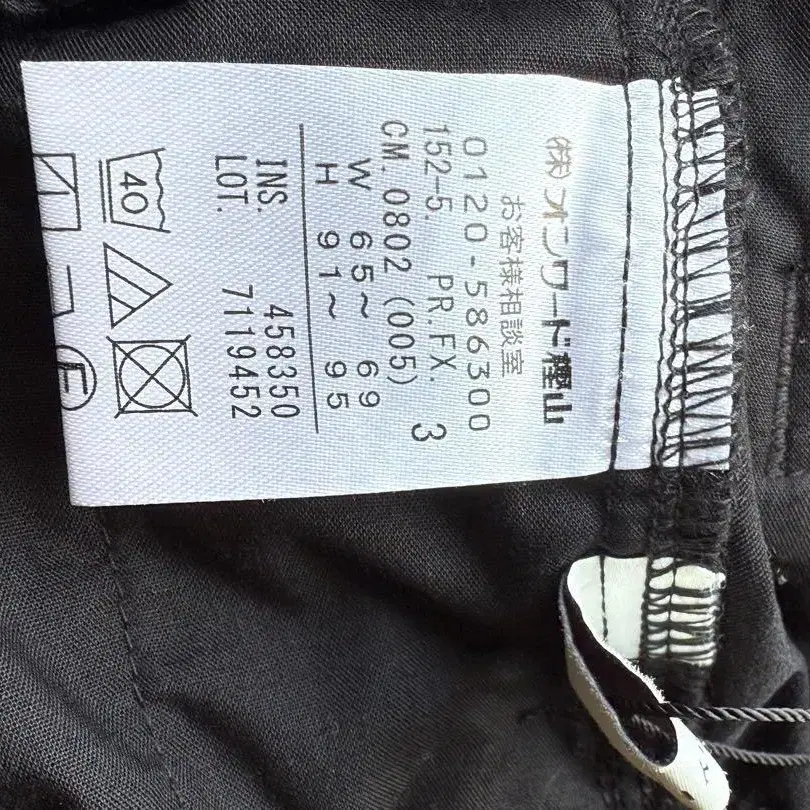 ㈱オンワード樫山
お客様相談室
0120-586300
152-5. PR.FX. 3
CM.0802(005)
W 65~ 69
H 91~ 95
INS. 458350
LOT. 7119452
40
F